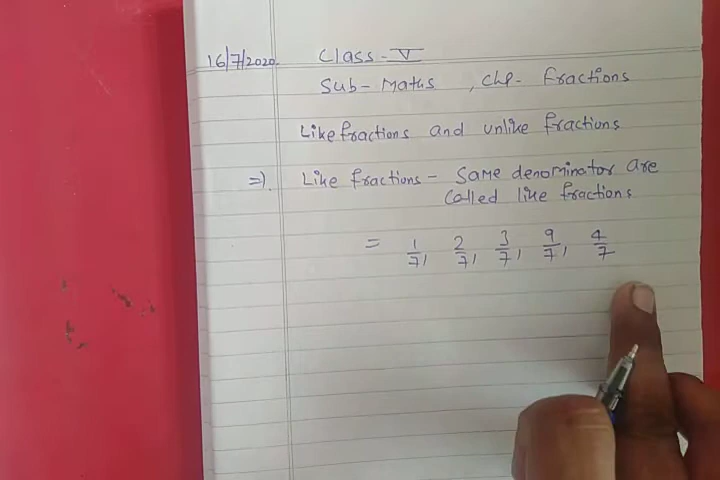 16/7/2020. Class - V
Sub - Maths , Chp - Fractions
Like fractions and unlike fractions
⇒). Like fractions - Same denominator are
called like fractions
= 1/7, 2/7, 3/7, 9/7, 4/7